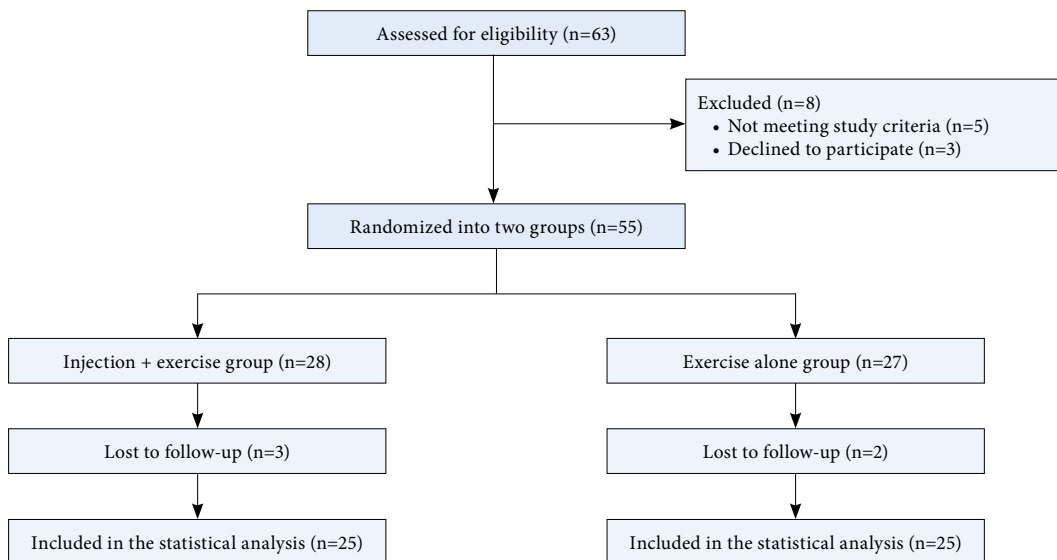 Assessed for eligibility (n=63)
Excluded (n=8)
• Not meeting study criteria (n=5)
• Declined to participate (n=3)
Randomized into two groups (n=55)
Injection + exercise group (n=28)
Exercise alone group (n=27)
Lost to follow-up (n=3)
Lost to follow-up (n=2)
Included in the statistical analysis (n=25)
Included in the statistical analysis (n=25)